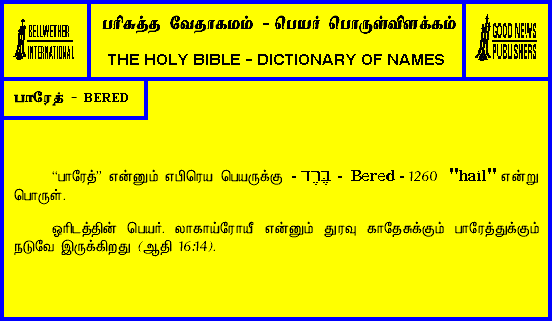 BELLWETHER
INTERNATIONAL
பரிசுத்த வேதாகமம் - பெயர் பொருள்விளக்கம்
THE HOLY BIBLE - DICTIONARY OF NAMES
GOOD NEWS
PUBLISHERS
பாரேத் - BERED
“பாரேத்” என்னும் எபிரெய பெயருக்கு - בֶּרֶד - Bered - 1260 "hail" என்று
பொருள்.
ஓரிடத்தின் பெயர். லாகாய்ரோயீ என்னும் துரவு காதேசுக்கும் பாரேத்துக்கும்
நடுவே இருக்கிறது (ஆதி 16:14).